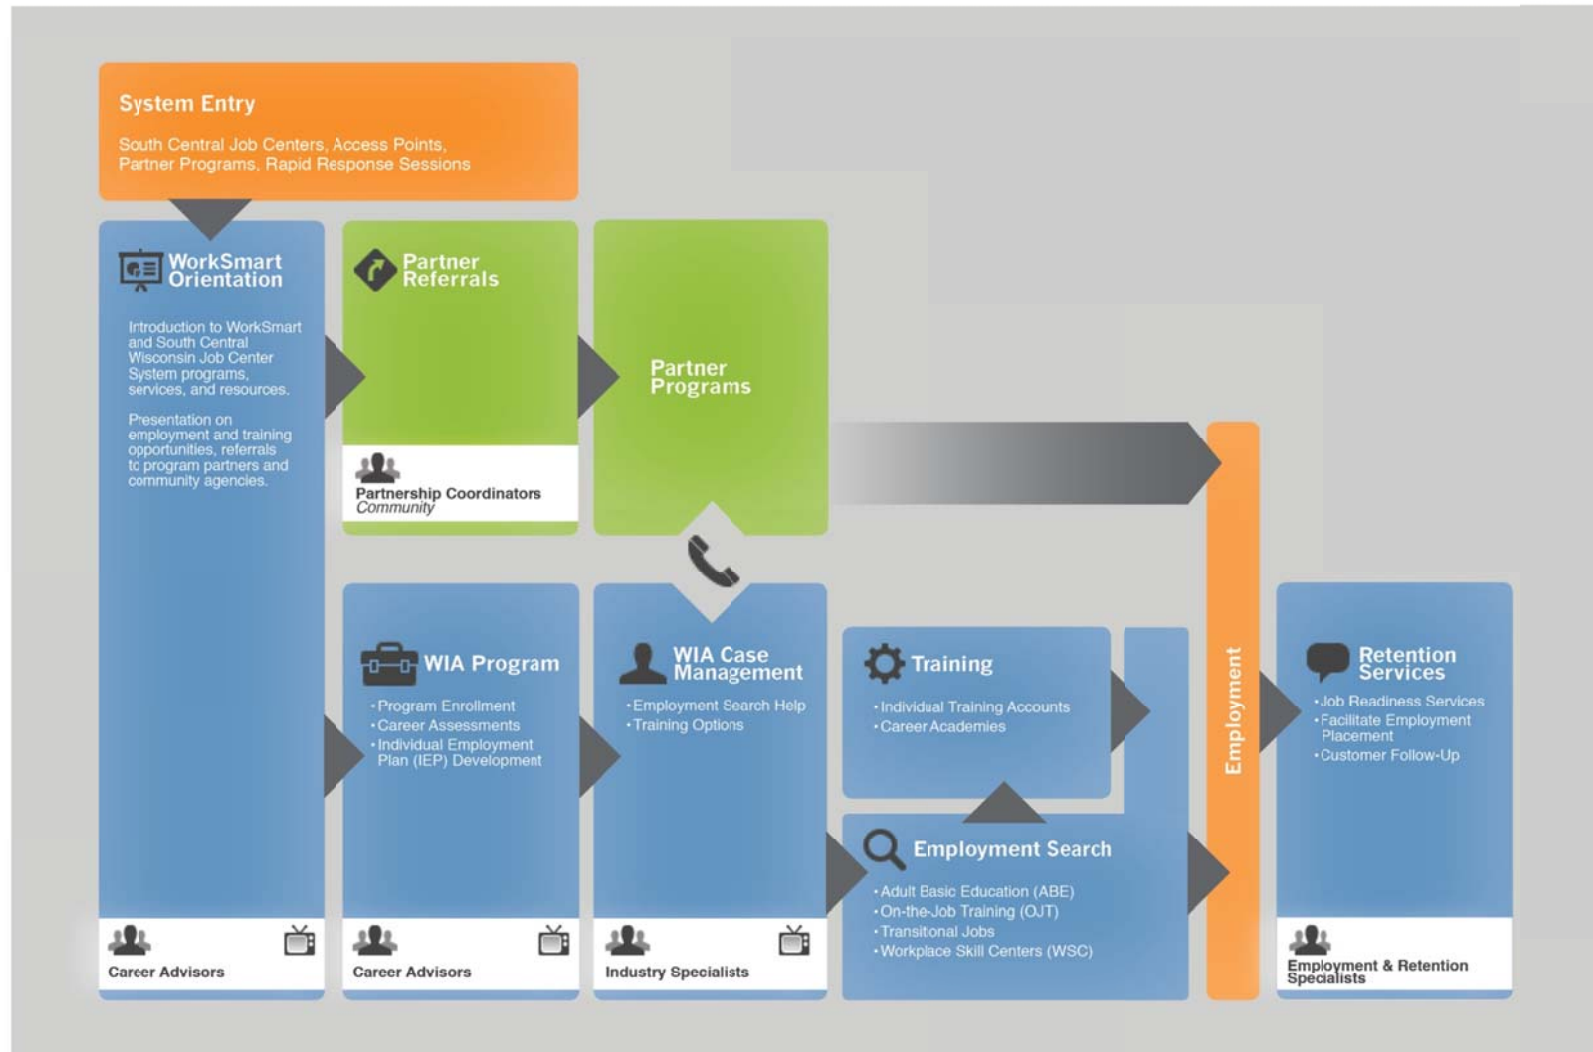 System Entry
South Central Job Centers, Access Points,
Partner Programs, Rapid Response Sessions
WorkSmart
Orientation
Introduction to WorkSmart
and South Central
Wisconsin Job Center
System programs,
services, and resources.
Presentation on
employment and training
opportunities, referrals
to program partners and
community agencies.
Career Advisors
Partner
Referrals
Partnership Coordinators
Community
Partner
Programs
WIA Program
• Program Enrollment
• Career Assessments
• Individual Employment
Plan (IEP) Development
Career Advisors
WIA Case
Management
• Employment Search Help
• Training Options
Industry Specialists
Training
• Individual Training Accounts
• Career Academies
Employment Search
• Adult Basic Education (ABE)
• On-the-Job Training (OJT)
• Transitional Jobs
• Workplace Skill Centers (WSC)
Employment
Retention
Services
• Job Readiness Services
• Facilitate Employment
Placement
• Customer Follow-Up
Employment & Retention
Specialists